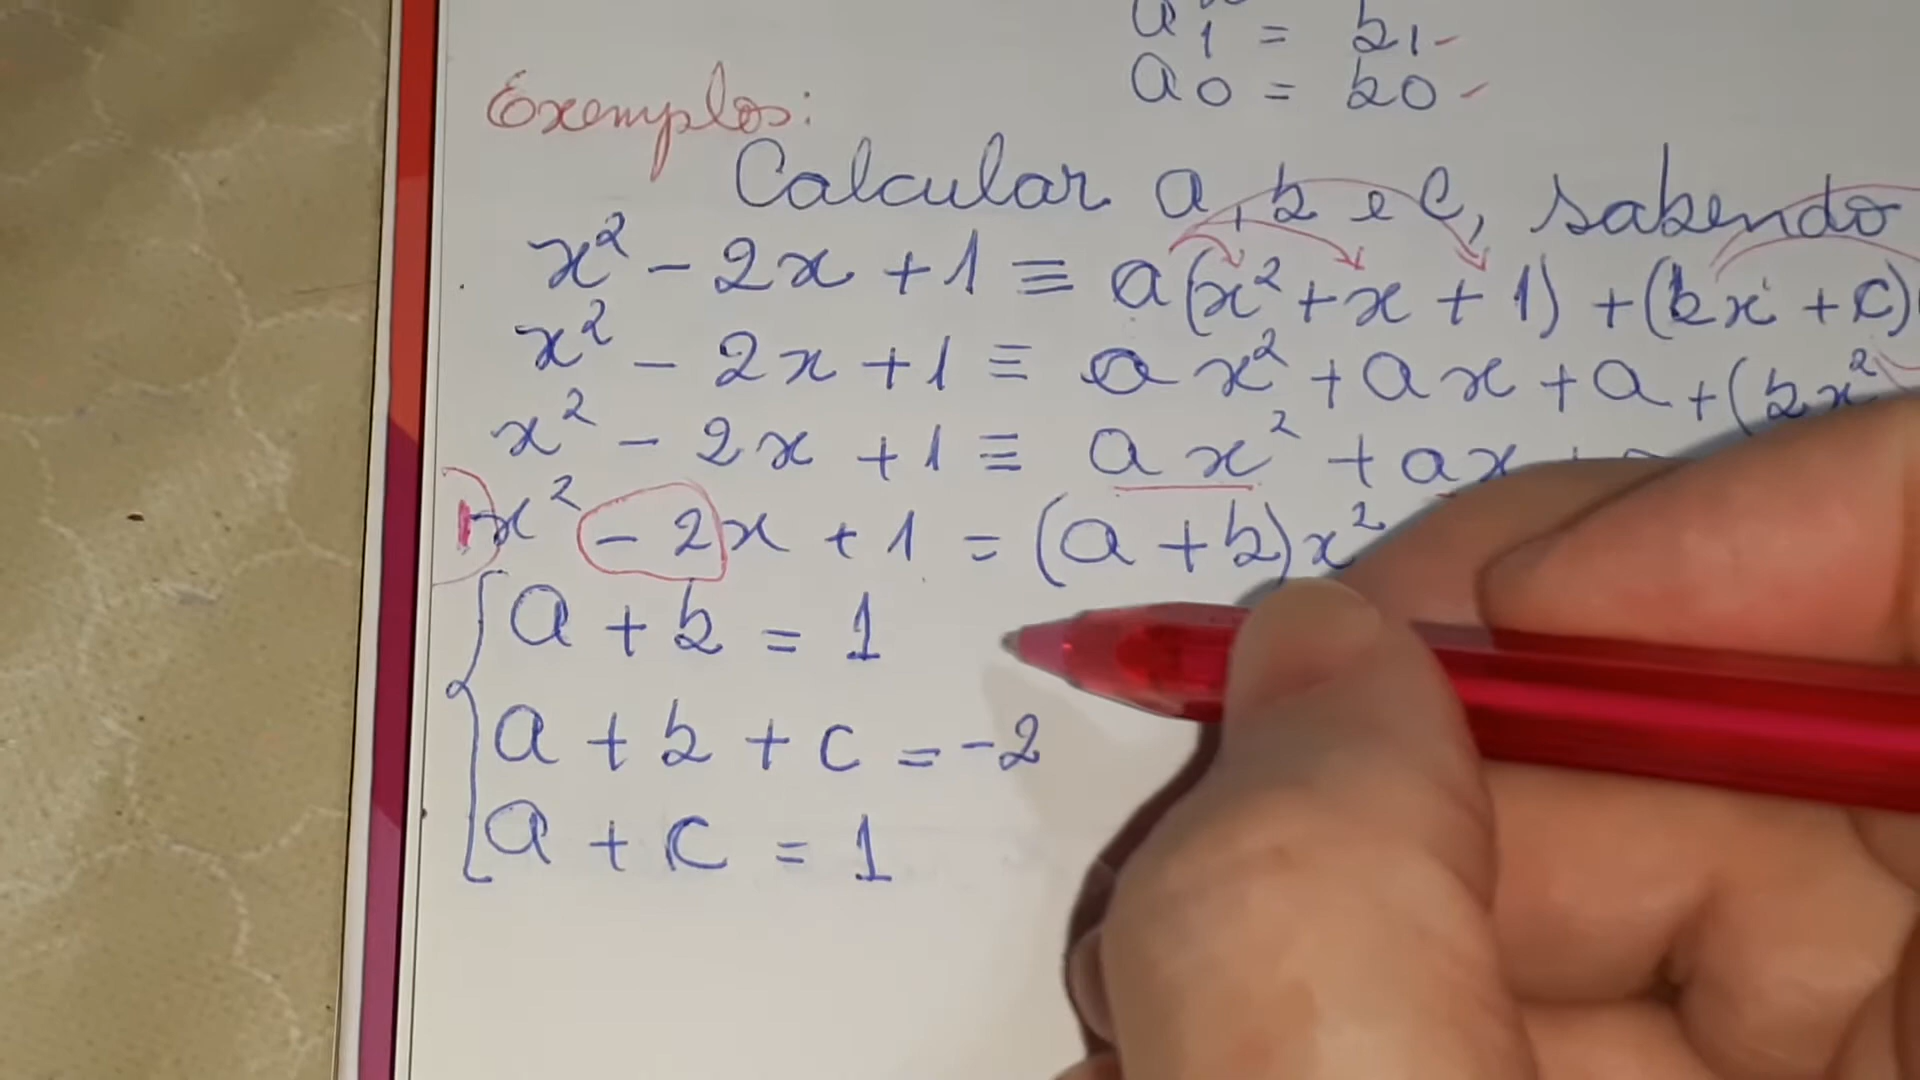 a1 = b1
a0 = b0
Exemplos:
Calcular a, b e c, sabendo
x² - 2x + 1 ≡ a(x² + x + 1) + (bx + c)
x² - 2x + 1 ≡ ax² + ax + a + (bx²
x² - 2x + 1 ≡ ax² + ax +
1x² - 2x + 1 = (a + b)x²
a + b = 1
a + b + c = -2
a + c = 1